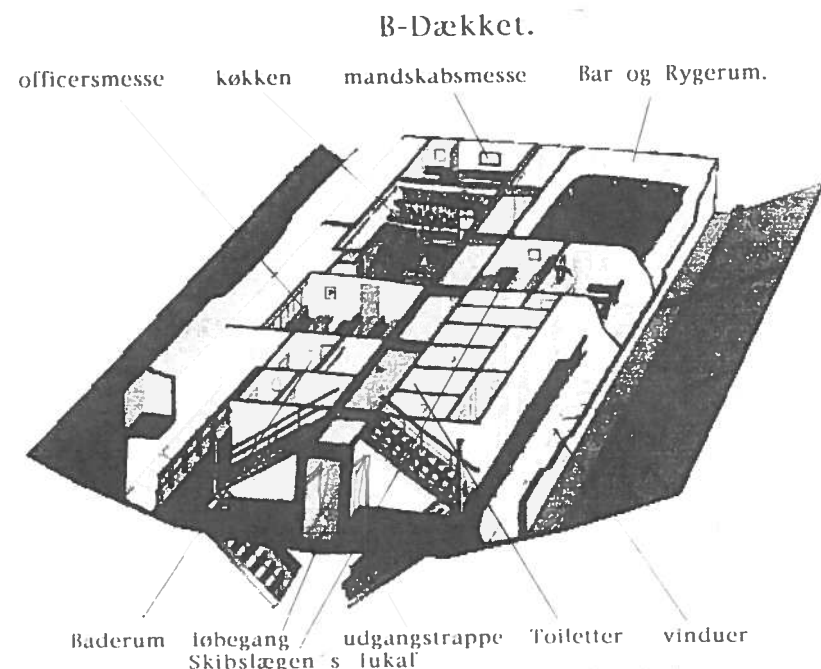 B-Dækket.
officersmesse køkken mandskabsmesse Bar og Rygerum.
Baderum løbegang udgangstrappe Toiletter vinduer
Skibslægen s lukaf